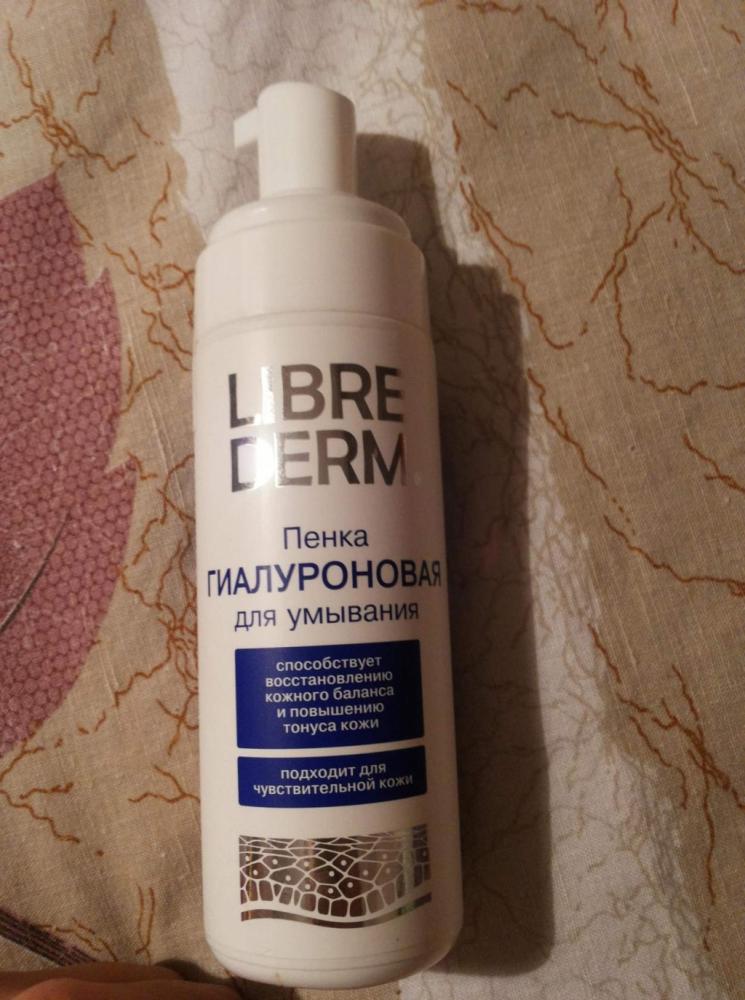 LIBRE
DERM
Пенка
ГИАЛУРОНОВАЯ
для умывания
способствует
восстановлению
кожного баланса
и повышению
тонуса кожи
подходит для
чувствительной кожи